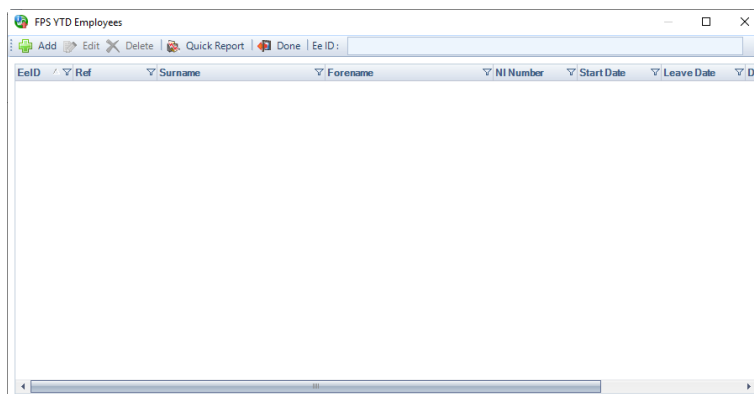 FPS YTD Employees
Add Edit Delete Quick Report Done Ee ID :
EeID Ref Surname Forename NI Number Start Date Leave Date D